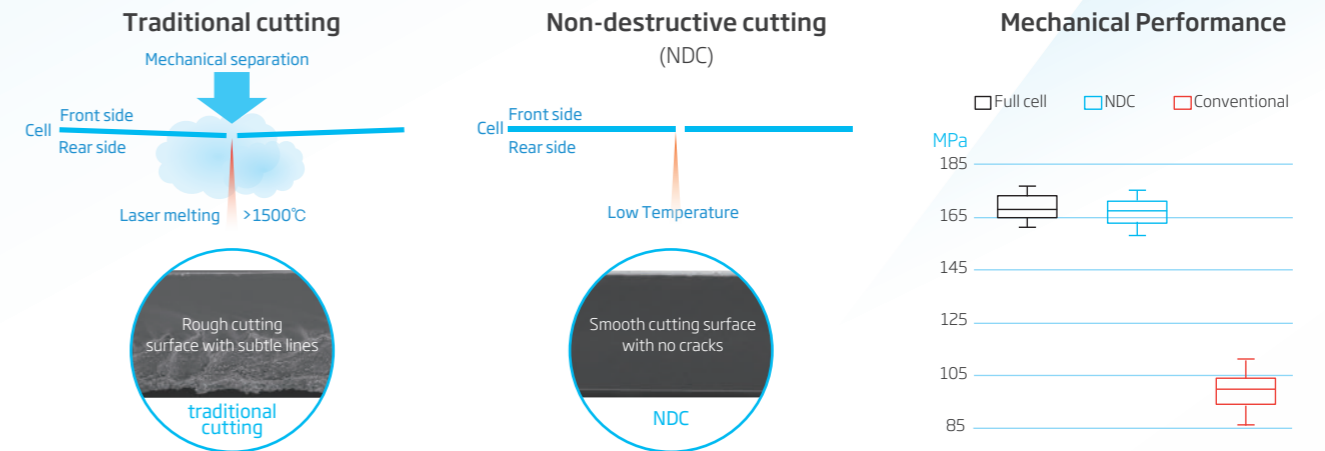 Traditional cutting
Mechanical separation
Front side
Cell
Rear side
Laser melting >1500℃
Rough cutting
surface with subtle lines
traditional
cutting
Non-destructive cutting
(NDC)
Front side
Cell
Rear side
Low Temperature
Smooth cutting surface
with no cracks
NDC
Mechanical Performance
Full cell NDC Conventional
MPa
185
165
145
125
105
85